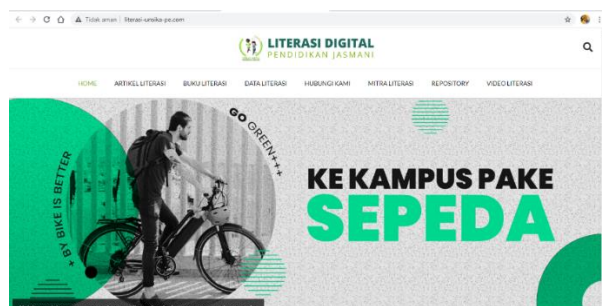 Tidak aman | literasi-unsika-pe.com
LITERASI DIGITAL
PENDIDIKAN JASMANI
HOME ARTIKEL LITERASI BUKU LITERASI DATA LITERASI HUBUNGI KAMI MITRA LITERASI REPOSITORY VIDEO LITERASI
GO GREEN+++
+ BY BIKE IS BETTER
KE KAMPUS PAKE
SEPEDA